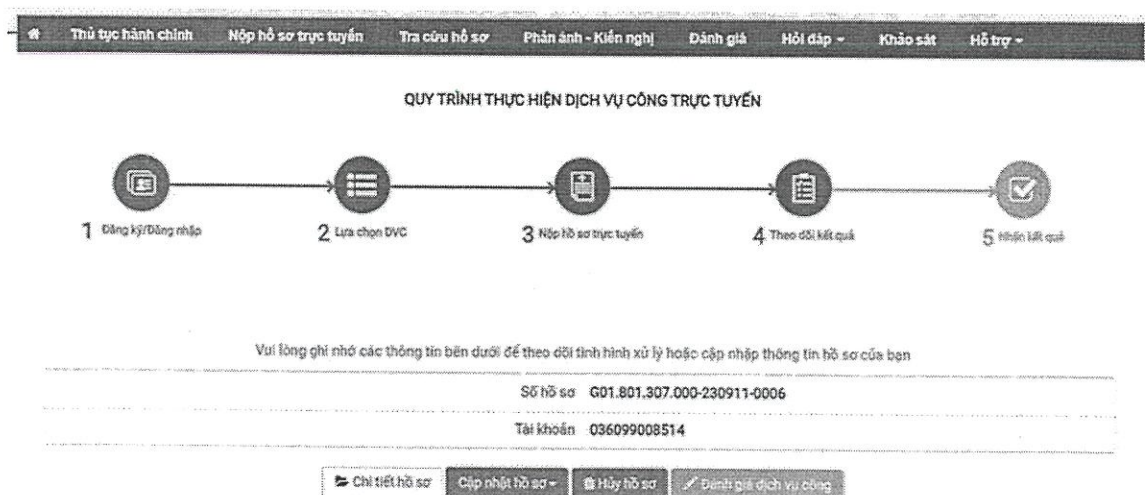 Thủ tục hành chính Nộp hồ sơ trực tuyến Tra cứu hồ sơ Phản ánh - Kiến nghị Đánh giá Hỏi đáp Khảo sát Hỗ trợ
QUY TRÌNH THỰC HIỆN DỊCH VỤ CÔNG TRỰC TUYẾN
1 Đăng ký/Đăng nhập 2 Lựa chọn DVC 3 Nộp hồ sơ trực tuyến 4 Theo dõi kết quả 5 Nhận kết quả
Vui lòng ghi nhớ các thông tin bên dưới để theo dõi tình hình xử lý hoặc cập nhập thông tin hồ sơ của bạn
Số hồ sơ G01.801.307.000-230911-0006
Tài khoản 036099008514
Chi tiết hồ sơ Cập nhật hồ sơ Hủy hồ sơ Đánh giá dịch vụ công